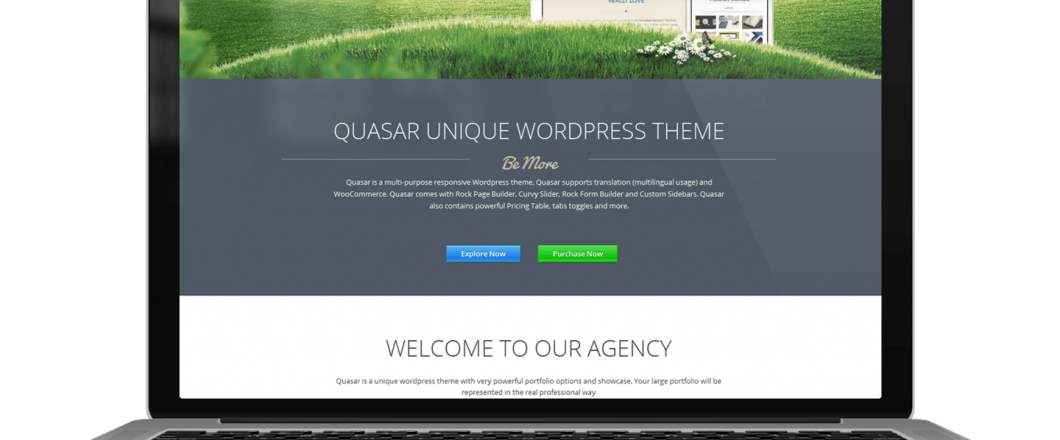 REALLY LOVE
QUASAR UNIQUE WORDPRESS THEME
Be More
Quasar is a multi-purpose responsive Wordpress theme. Quasar supports translation (multilingual usage) and
WooCommerce. Quasar comes with Rock Page Builder, Curvy Slider, Rock Form Builder and Custom Sidebars. Quasar
also contains powerful Pricing Table, tabs toggles and more.
Explore Now
Purchase Now
WELCOME TO OUR AGENCY
Quasar is a unique wordpress theme with very powerful portfolio options and showcase. Your large portfolio will be
represented in the real professional way